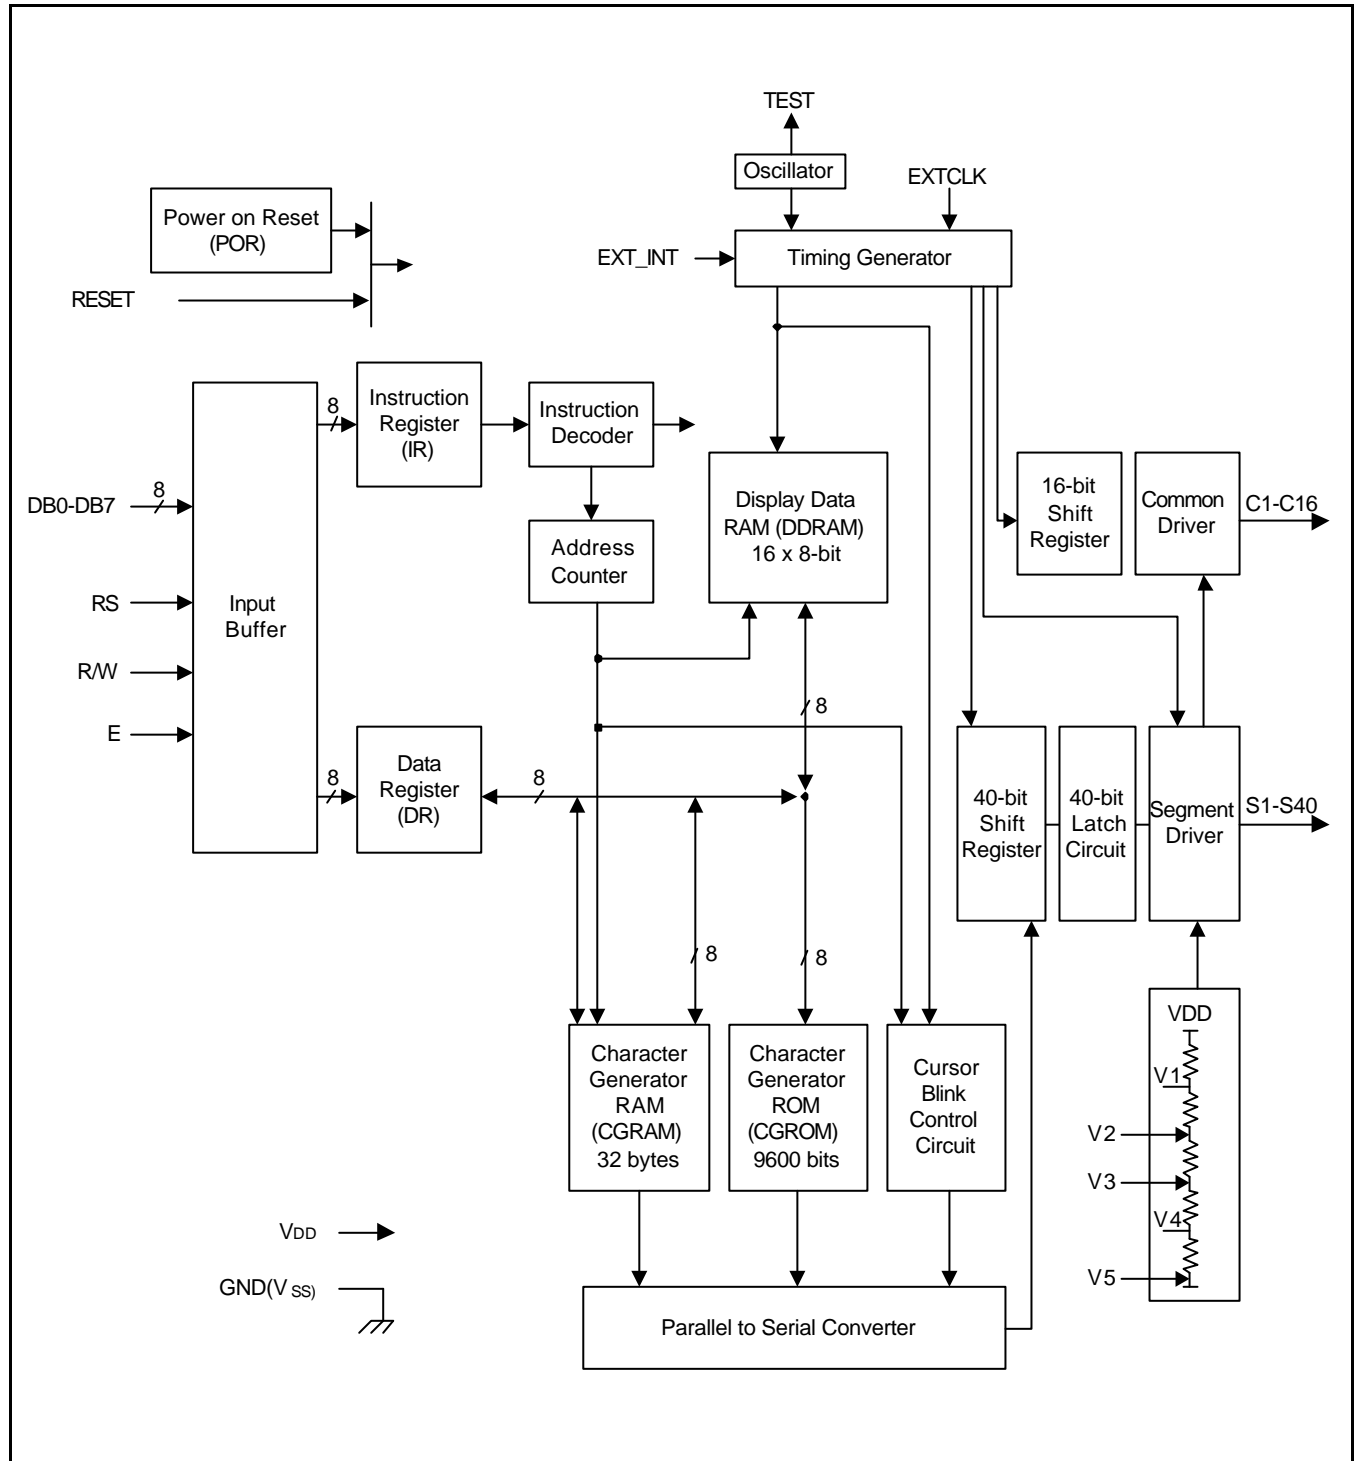 TEST
Oscillator
EXTCLK
Power on Reset
(POR)
EXT_INT
Timing Generator
RESET
8
Instruction
Register
(IR)
Instruction
Decoder
DB0-DB7
8
Display Data
RAM (DDRAM)
16 x 8-bit
16-bit
Shift
Register
Common
Driver
C1-C16
Address
Counter
RS
Input
Buffer
R/W
E
8
8
Data
Register
(DR)
8
40-bit
Shift
Register
40-bit
Latch
Circuit
Segment
Driver
S1-S40
8
8
Character
Generator
RAM
(CGRAM)
32 bytes
Character
Generator
ROM
(CGROM)
9600 bits
Cursor
Blink
Control
Circuit
VDD
V1
V2
V3
V4
V5
VDD
GND(VSS)
Parallel to Serial Converter